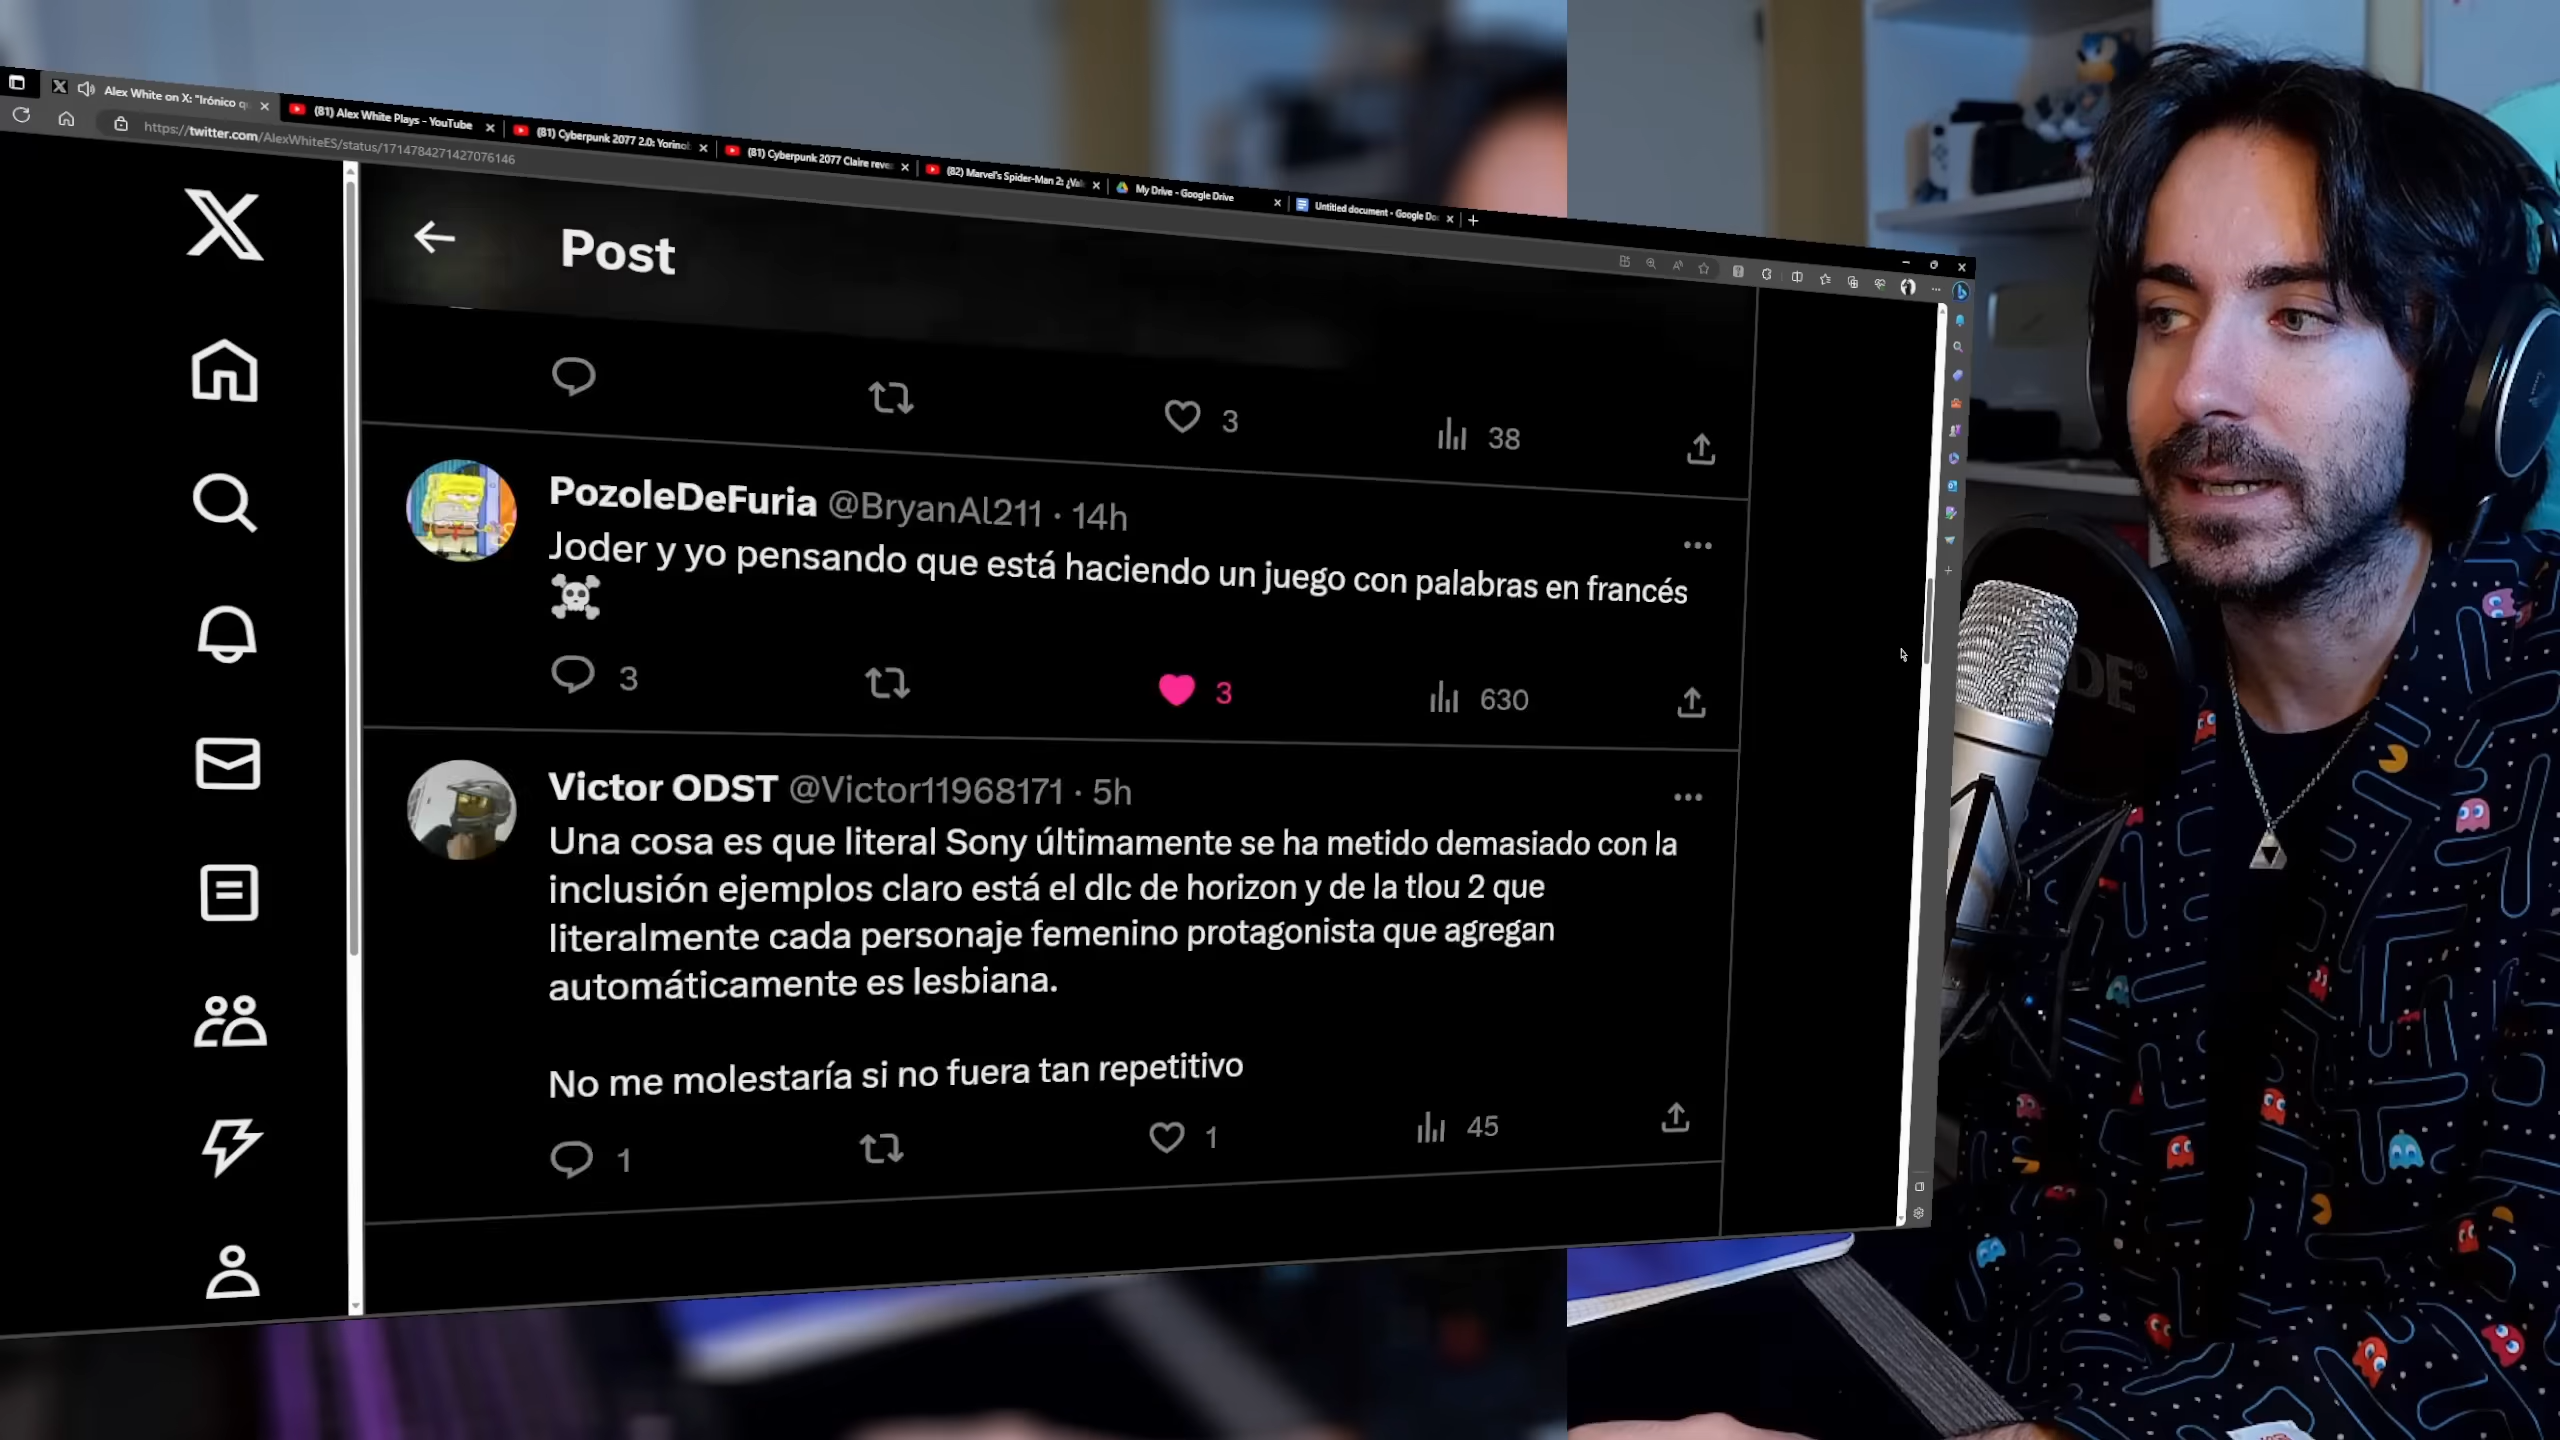 Alex White on X: "Irónico q
(81) Alex White Plays - YouTube
(81) Cyberpunk 2077 2.0: Yorino
(81) Cyberpunk 2077 Claire reve
(82) Marvel's Spider-Man 2: ¿Val
My Drive - Google Drive
Untitled document - Google Do
https://twitter.com/AlexWhiteES/status/1714784271427076146
Post
3
38
PozoleDeFuria @BryanAl211 · 14h
Joder y yo pensando que está haciendo un juego con palabras en francés
☠
3
3
630
Victor ODST @Victor11968171 · 5h
Una cosa es que literal Sony últimamente se ha metido demasiado con la
inclusión ejemplos claro está el dlc de horizon y de la tlou 2 que
literalmente cada personaje femenino protagonista que agregan
automáticamente es lesbiana.
No me molestaría si no fuera tan repetitivo
1
1
45